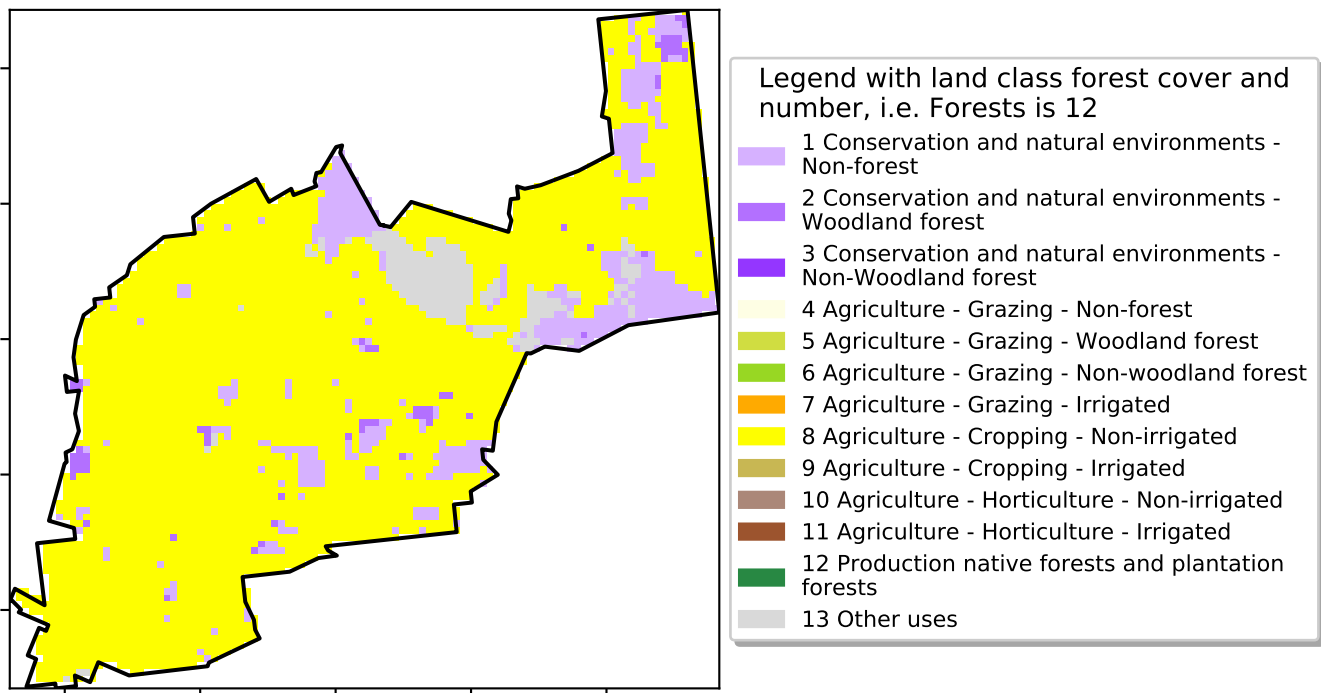 Legend with land class forest cover and
number, i.e. Forests is 12
1 Conservation and natural environments -
Non-forest
2 Conservation and natural environments -
Woodland forest
3 Conservation and natural environments -
Non-Woodland forest
4 Agriculture - Grazing - Non-forest
5 Agriculture - Grazing - Woodland forest
6 Agriculture - Grazing - Non-woodland forest
7 Agriculture - Grazing - Irrigated
8 Agriculture - Cropping - Non-irrigated
9 Agriculture - Cropping - Irrigated
10 Agriculture - Horticulture - Non-irrigated
11 Agriculture - Horticulture - Irrigated
12 Production native forests and plantation
forests
13 Other uses